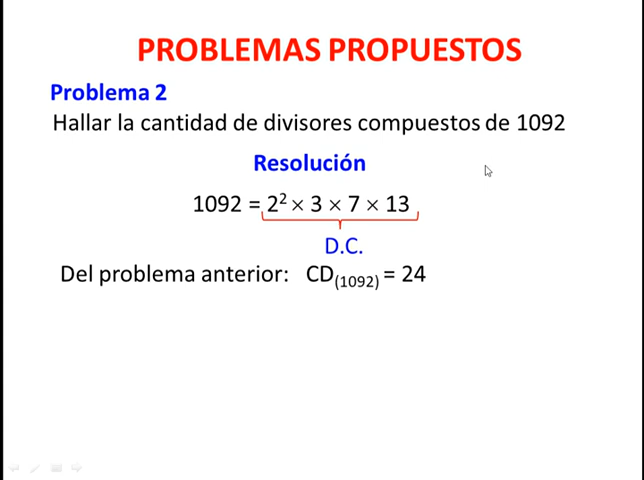 PROBLEMAS PROPUESTOS
Problema 2
Hallar la cantidad de divisores compuestos de 1092
Resolución
1092 = 2² × 3 × 7 × 13
D.C.
Del problema anterior: CD₍₁₀₉₂₎ = 24